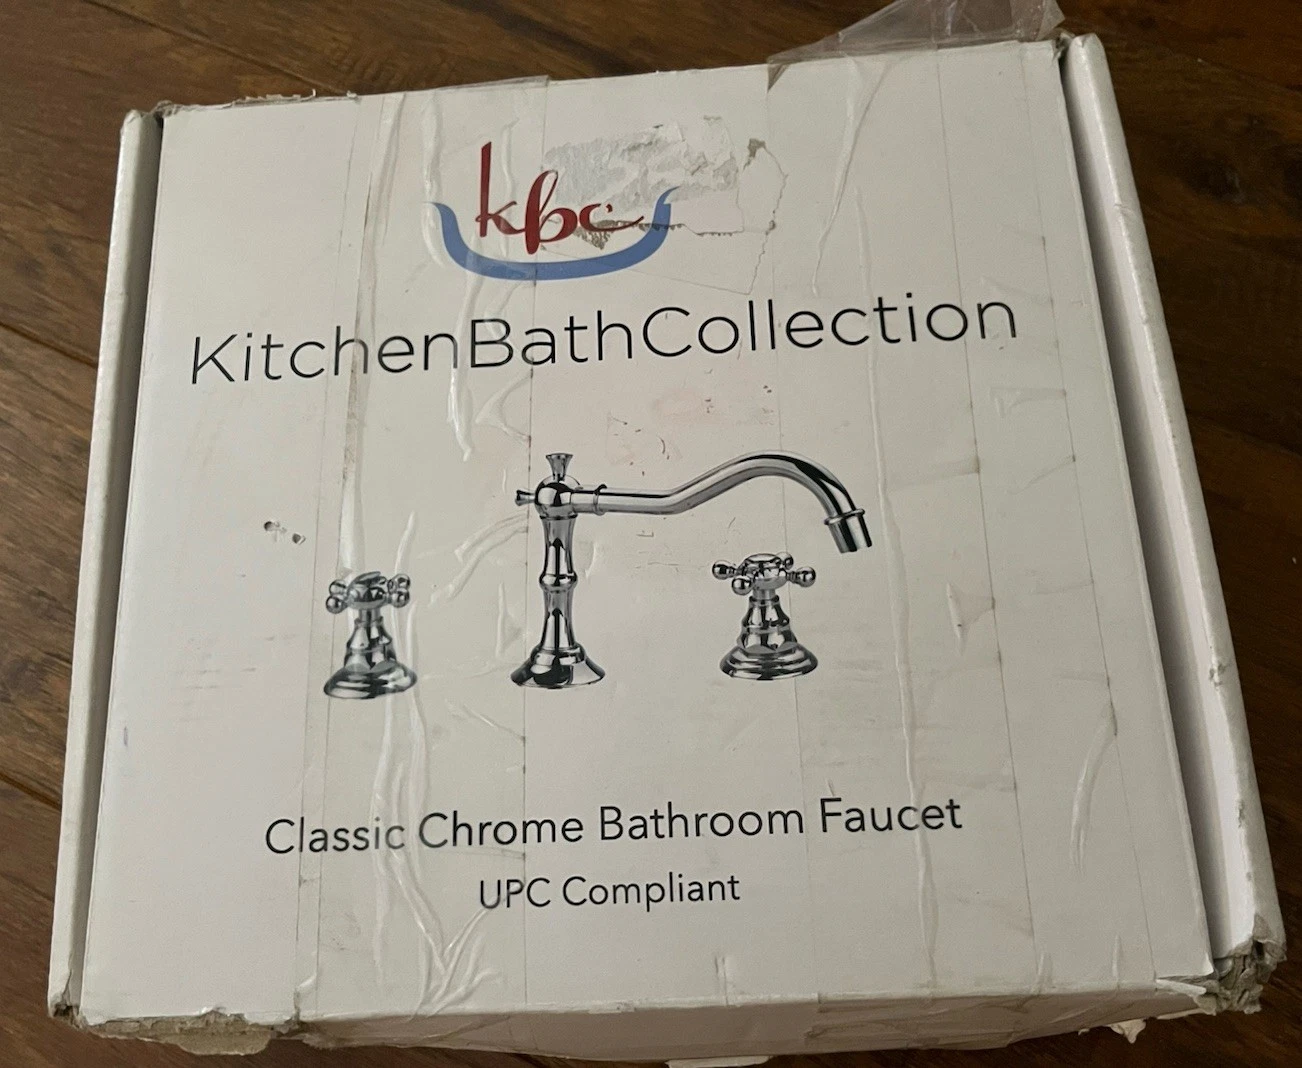 kbc
KitchenBathCollection
Classic Chrome Bathroom Faucet
UPC Compliant